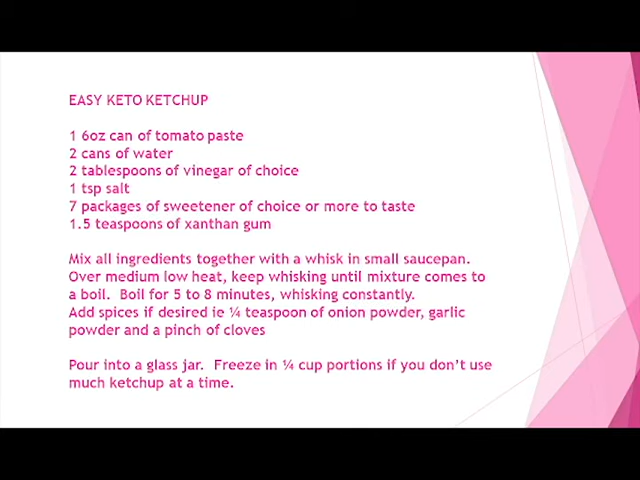 EASY KETO KETCHUP
1 6oz can of tomato paste
2 cans of water
2 tablespoons of vinegar of choice
1 tsp salt
7 packages of sweetener of choice or more to taste
1.5 teaspoons of xanthan gum
Mix all ingredients together with a whisk in small saucepan.
Over medium low heat, keep whisking until mixture comes to
a boil.  Boil for 5 to 8 minutes, whisking constantly.
Add spices if desired ie ¼ teaspoon of onion powder, garlic
powder and a pinch of cloves
Pour into a glass jar.  Freeze in ¼ cup portions if you don't use
much ketchup at a time.